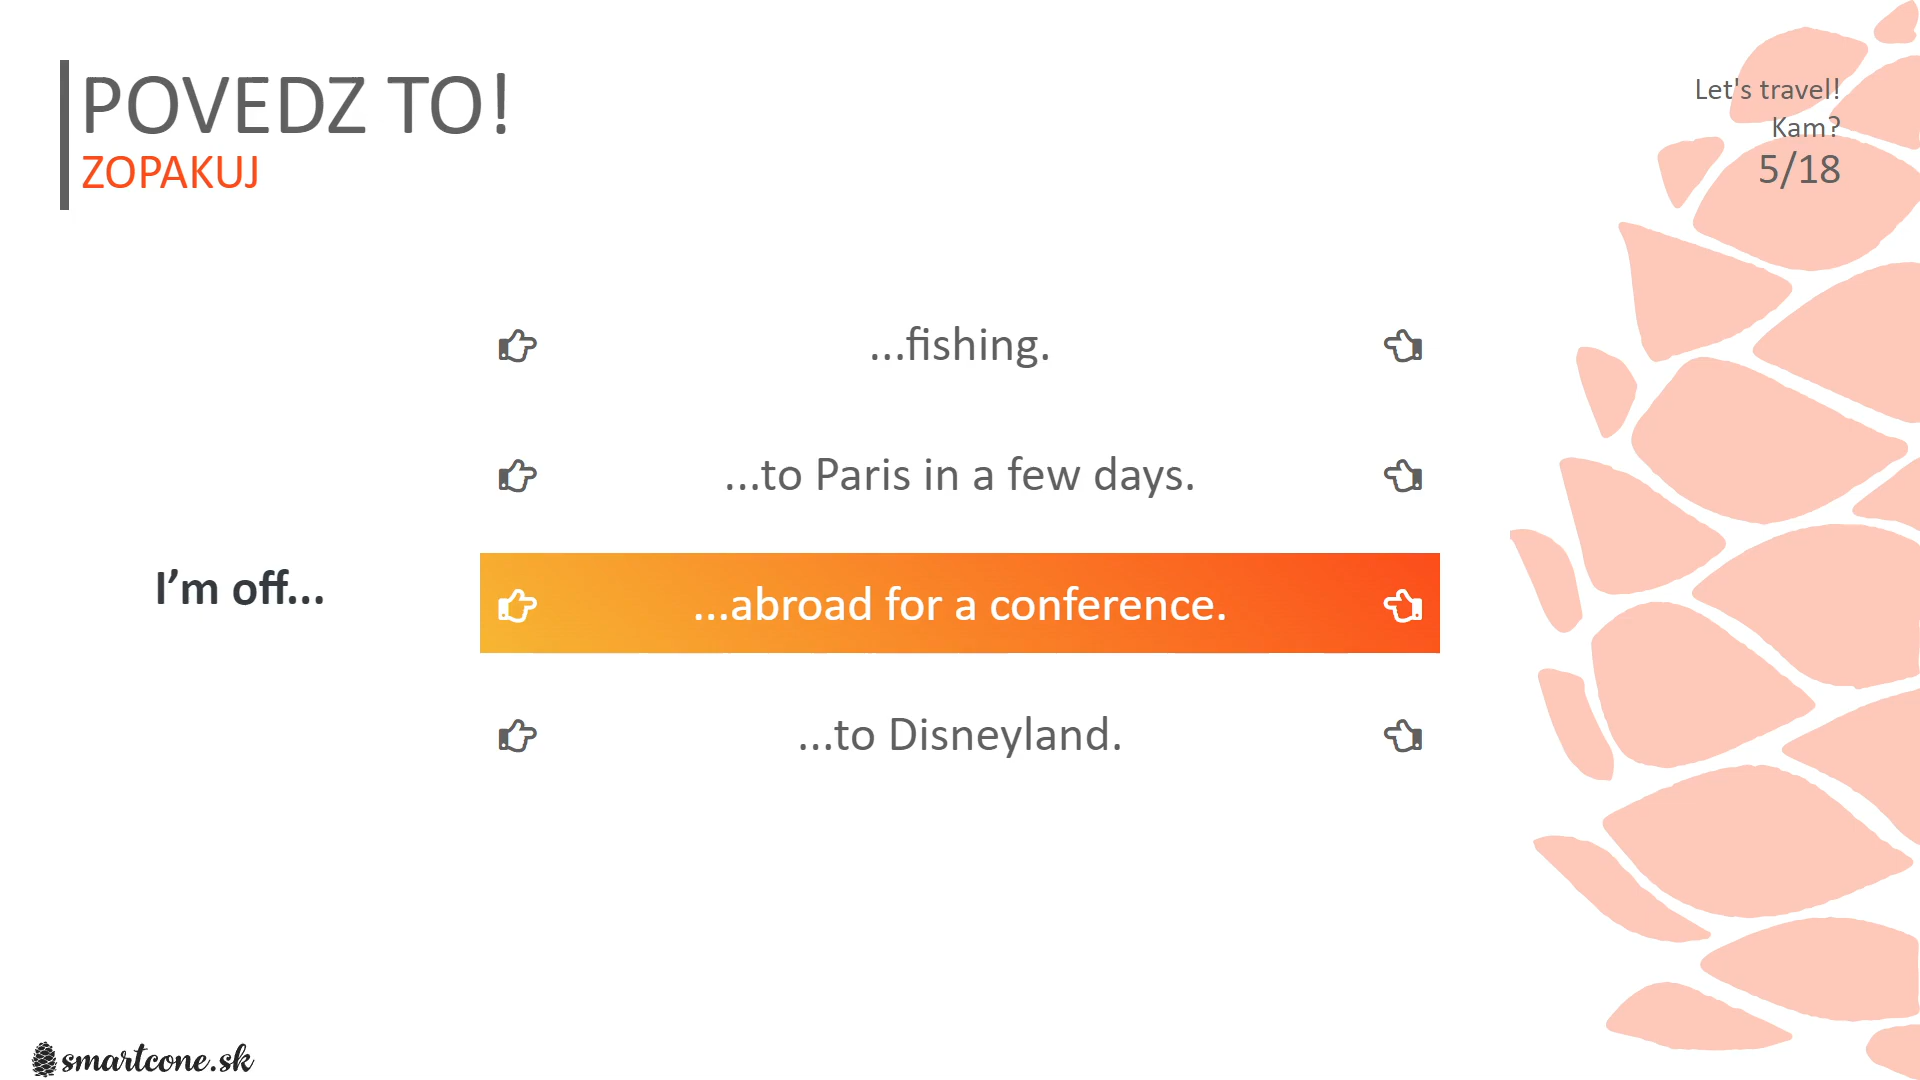 POVEDZ TO!
ZOPAKUJ
Let's travel!
Kam?
5/18
...fishing.
...to Paris in a few days.
I’m off...
...abroad for a conference.
...to Disneyland.
smartcone.sk